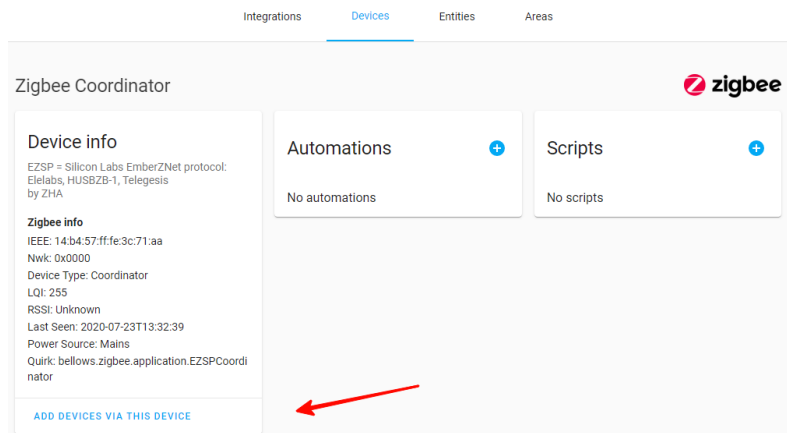 Integrations Devices Entities Areas
Zigbee Coordinator
zigbee
Device info
EZSP = Silicon Labs EmberZNet protocol:
Elelabs, HUSBZB-1, Telegesis
by ZHA
Zigbee info
IEEE: 14:b4:57:ff:fe:3c:71:aa
Nwk: 0x0000
Device Type: Coordinator
LQI: 255
RSSI: Unknown
Last Seen: 2020-07-23T13:32:39
Power Source: Mains
Quirk: bellows.zigbee.application.EZSPCoordi
nator
ADD DEVICES VIA THIS DEVICE
Automations
No automations
Scripts
No scripts